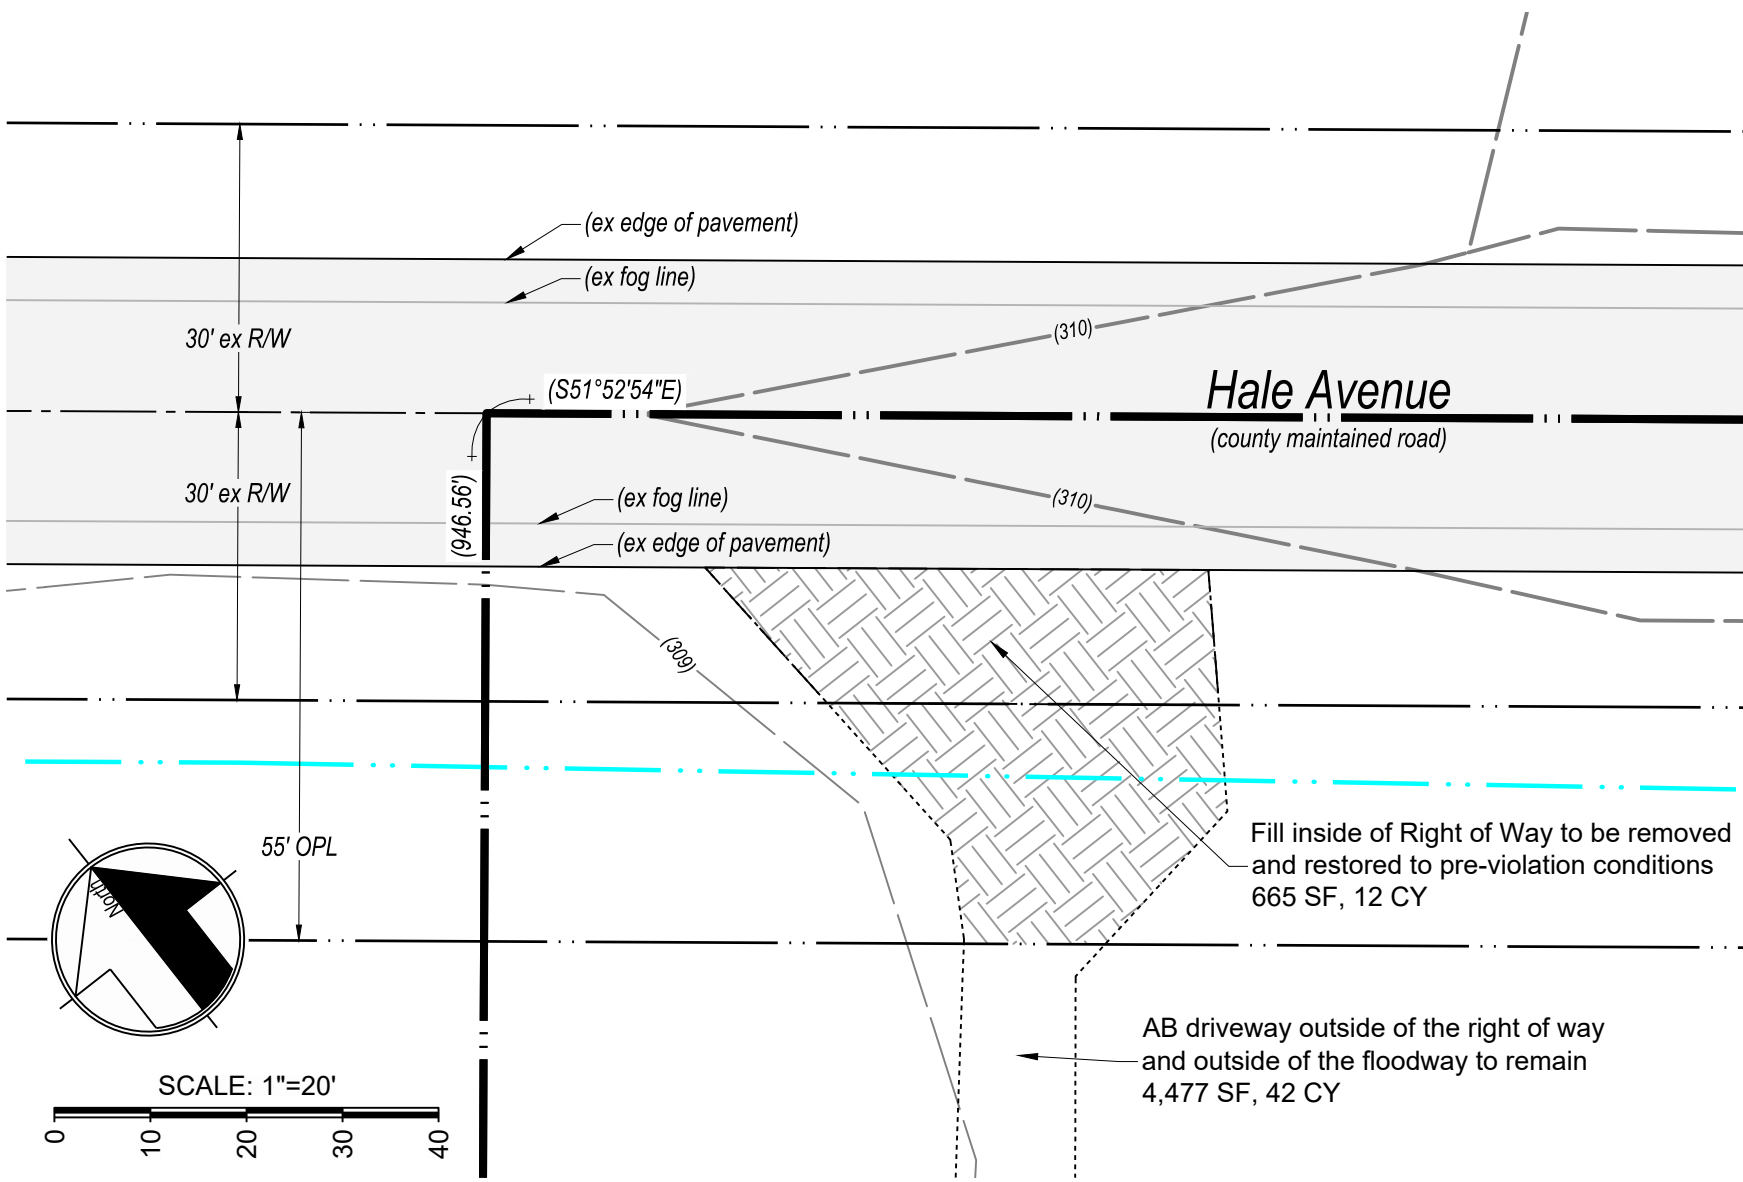 (ex edge of pavement)
(ex fog line)
30' ex R/W
(310)
(S51°52'54"E)
Hale Avenue
(county maintained road)
30' ex R/W
(946.56')
(ex fog line)
(310)
(ex edge of pavement)
(309)
55' OPL
North
Fill inside of Right of Way to be removed
and restored to pre-violation conditions
665 SF, 12 CY
AB driveway outside of the right of way
and outside of the floodway to remain
4,477 SF, 42 CY
SCALE: 1"=20'
0 10 20 30 40